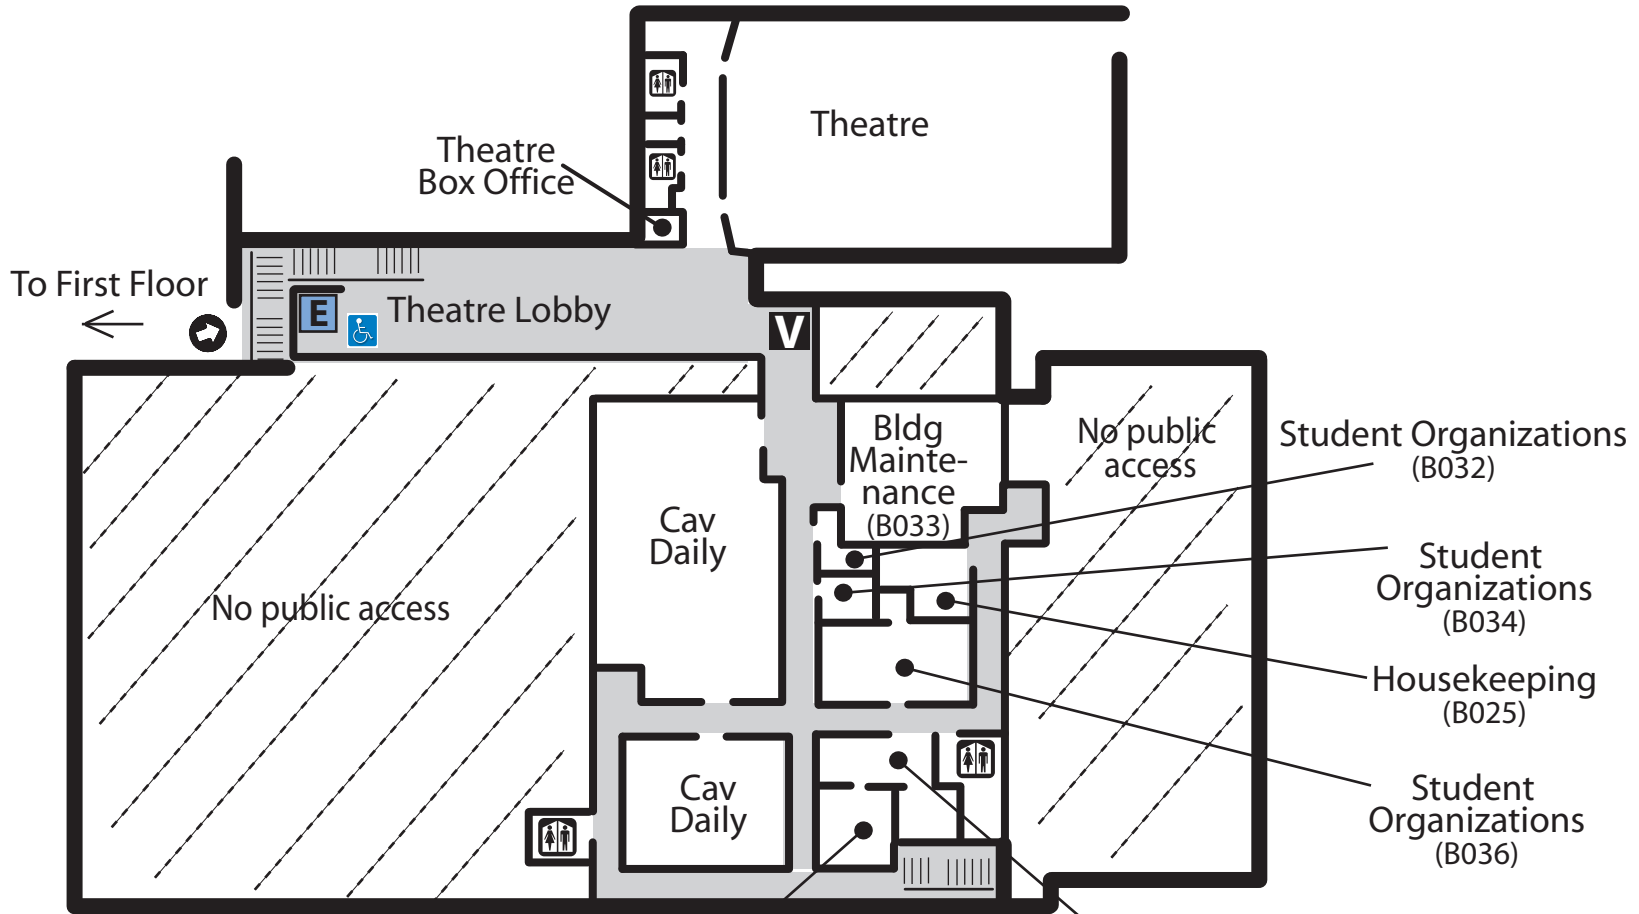 Theatre
Theatre
Box Office
To First Floor
E
Theatre Lobby
V
Bldg
Mainte-
nance
(B033)
No public
access
Student Organizations
(B032)
Cav
Daily
Student
Organizations
(B034)
No public access
Housekeeping
(B025)
Cav
Daily
Student
Organizations
(B036)